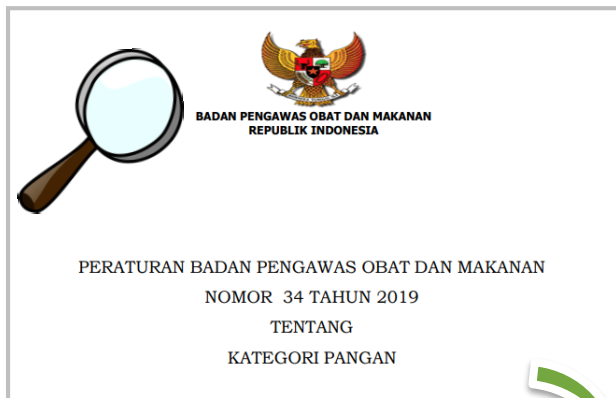 BADAN PENGAWAS OBAT DAN MAKANAN
REPUBLIK INDONESIA
PERATURAN BADAN PENGAWAS OBAT DAN MAKANAN
NOMOR 34 TAHUN 2019
TENTANG
KATEGORI PANGAN